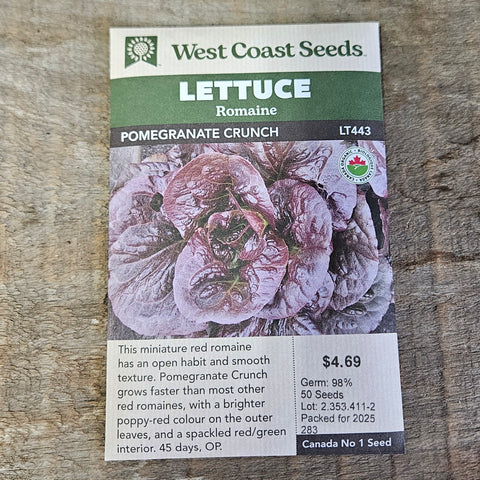 West Coast Seeds
LETTUCE
Romaine
POMEGRANATE CRUNCH LT443
This miniature red romaine
has an open habit and smooth
texture. Pomegranate Crunch
grows faster than most other
red romaines, with a brighter
poppy-red colour on the outer
leaves, and a spackled red/green
interior. 45 days, OP.
$4.69
Germ: 98%
50 Seeds
Lot: 2.353.411-2
Packed for 2025
283
Canada No 1 Seed